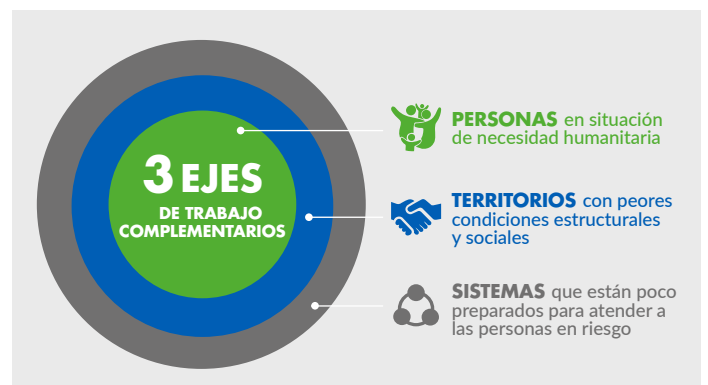 3 EJES
DE TRABAJO
COMPLEMENTARIOS
PERSONAS en situación
de necesidad humanitaria
TERRITORIOS con peores
condiciones estructurales
y sociales
SISTEMAS que están poco
preparados para atender a
las personas en riesgo